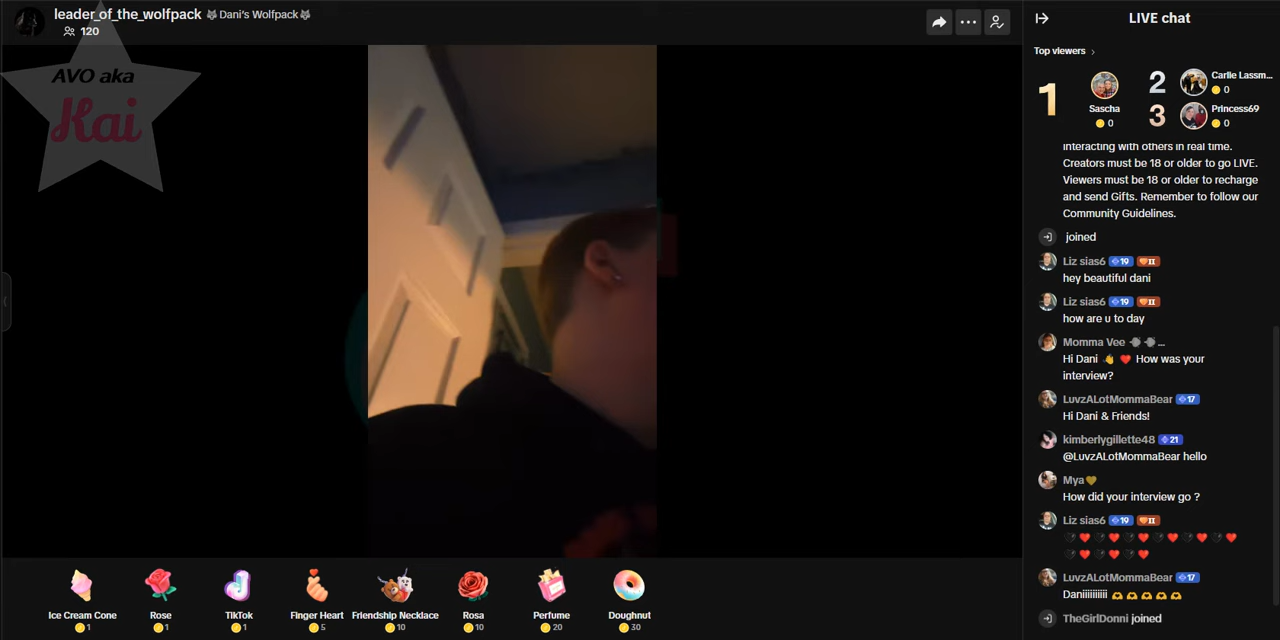 leader_of_the_wolfpack 🐺Dani's Wolfpack🐺
120
AVO aka
Kai
LIVE chat
Top viewers >
1
Sascha
0
2
Carlie Lassm...
0
3
Princess69
0
interacting with others in real time.
Creators must be 18 or older to go LIVE.
Viewers must be 18 or older to recharge
and send Gifts. Remember to follow our
Community Guidelines.
joined
Liz sias6 19 II
hey beautiful dani
Liz sias6 19 II
how are u to day
Momma Vee 🗣️🗣️...
Hi Dani 👋 ❤️ How was your
interview?
LuvzALotMommaBear 17
Hi Dani & Friends!
kimberlygillette48 21
@LuvzALotMommaBear hello
Mya🤎
How did your interview go ?
Liz sias6 19 II
🖤❤️🖤❤️🖤❤️🖤❤️🖤❤️🖤❤️
🖤❤️🖤❤️🖤❤️
LuvzALotMommaBear 17
Daniiiiiiiiii 🫶🫶🫶🫶🫶
TheGirlDonni joined
Ice Cream Cone
1
Rose
1
TikTok
1
Finger Heart
5
Friendship Necklace
10
Rosa
10
Perfume
20
Doughnut
30